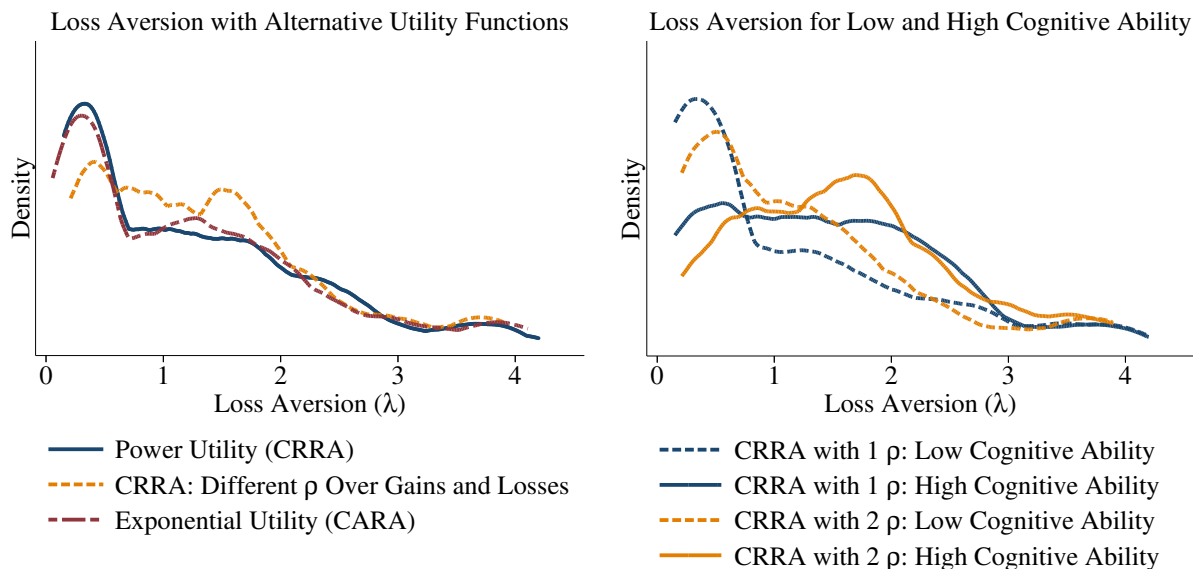 Loss Aversion with Alternative Utility Functions
Density
0 1 2 3 4
Loss Aversion (λ)
Power Utility (CRRA)
CRRA: Different ρ Over Gains and Losses
Exponential Utility (CARA)
Loss Aversion for Low and High Cognitive Ability
Density
0 1 2 3 4
Loss Aversion (λ)
CRRA with 1 ρ: Low Cognitive Ability
CRRA with 1 ρ: High Cognitive Ability
CRRA with 2 ρ: Low Cognitive Ability
CRRA with 2 ρ: High Cognitive Ability